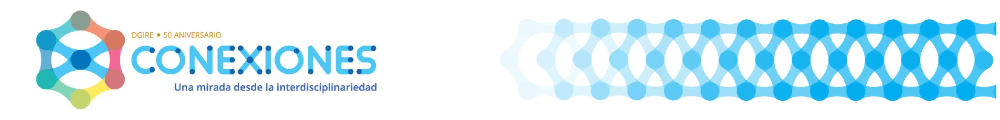 DGIRE • 50 ANIVERSARIO
CONEXIONES
Una mirada desde la interdisciplinariedad